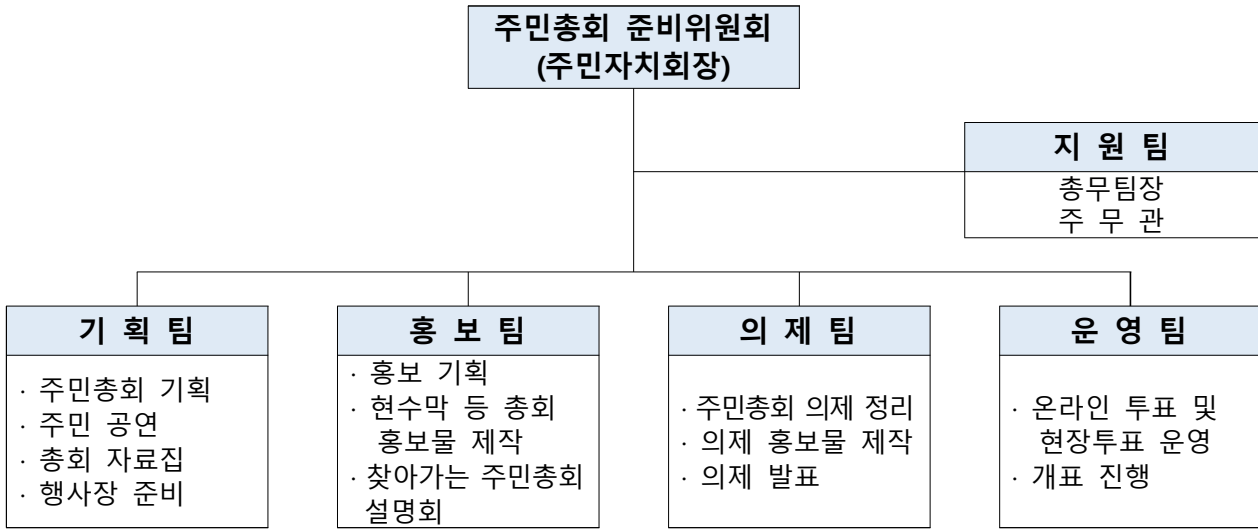 주민총회 준비위원회
(주민자치회장)
지 원 팀
총무팀장
주 무 관
기 획 팀
· 주민총회 기획
· 주민 공연
· 총회 자료집
· 행사장 준비
홍 보 팀
· 홍보 기획
· 현수막 등 총회
홍보물 제작
· 찾아가는 주민총회
설명회
의 제 팀
· 주민총회 의제 정리
· 의제 홍보물 제작
· 의제 발표
운 영 팀
· 온라인 투표 및
현장투표 운영
· 개표 진행